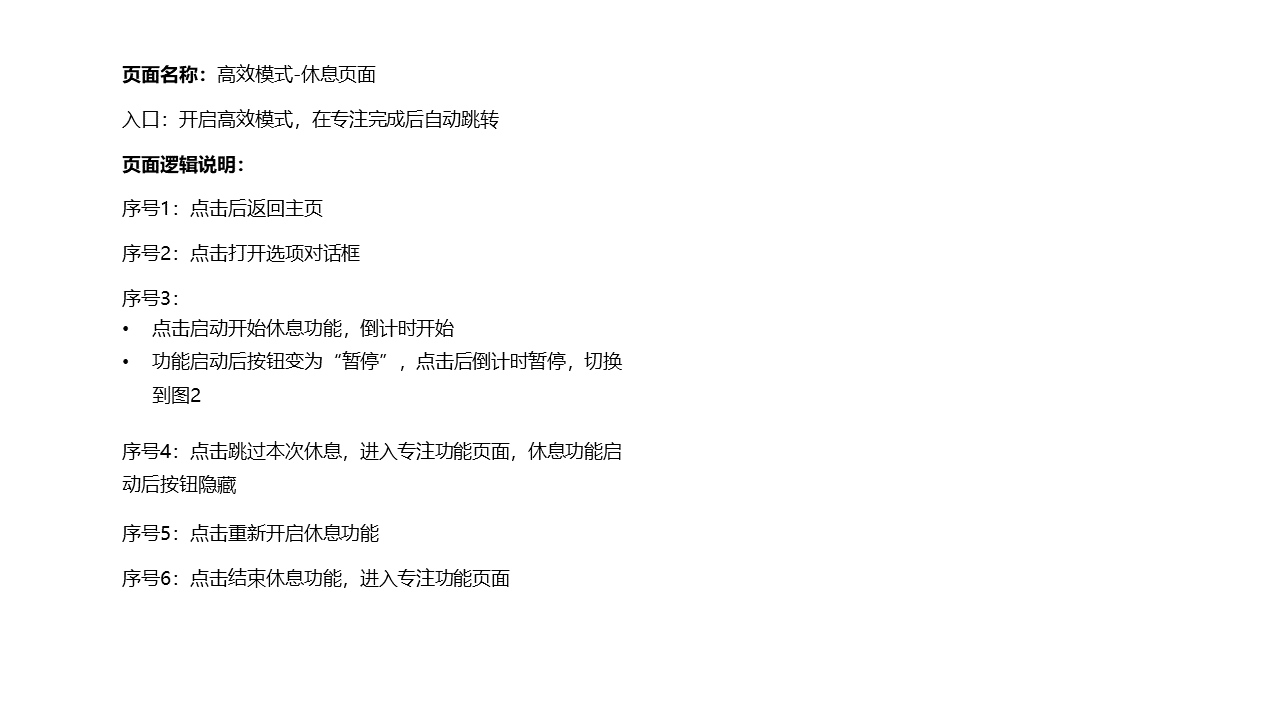 页面名称：高效模式-休息页面
入口：开启高效模式，在专注完成后自动跳转
页面逻辑说明：
序号1：点击后返回主页
序号2：点击打开选项对话框
序号3：
• 点击启动开始休息功能，倒计时开始
• 功能启动后按钮变为“暂停”，点击后倒计时暂停，切换
到图2
序号4：点击跳过本次休息，进入专注功能页面，休息功能启
动后按钮隐藏
序号5：点击重新开启休息功能
序号6：点击结束休息功能，进入专注功能页面